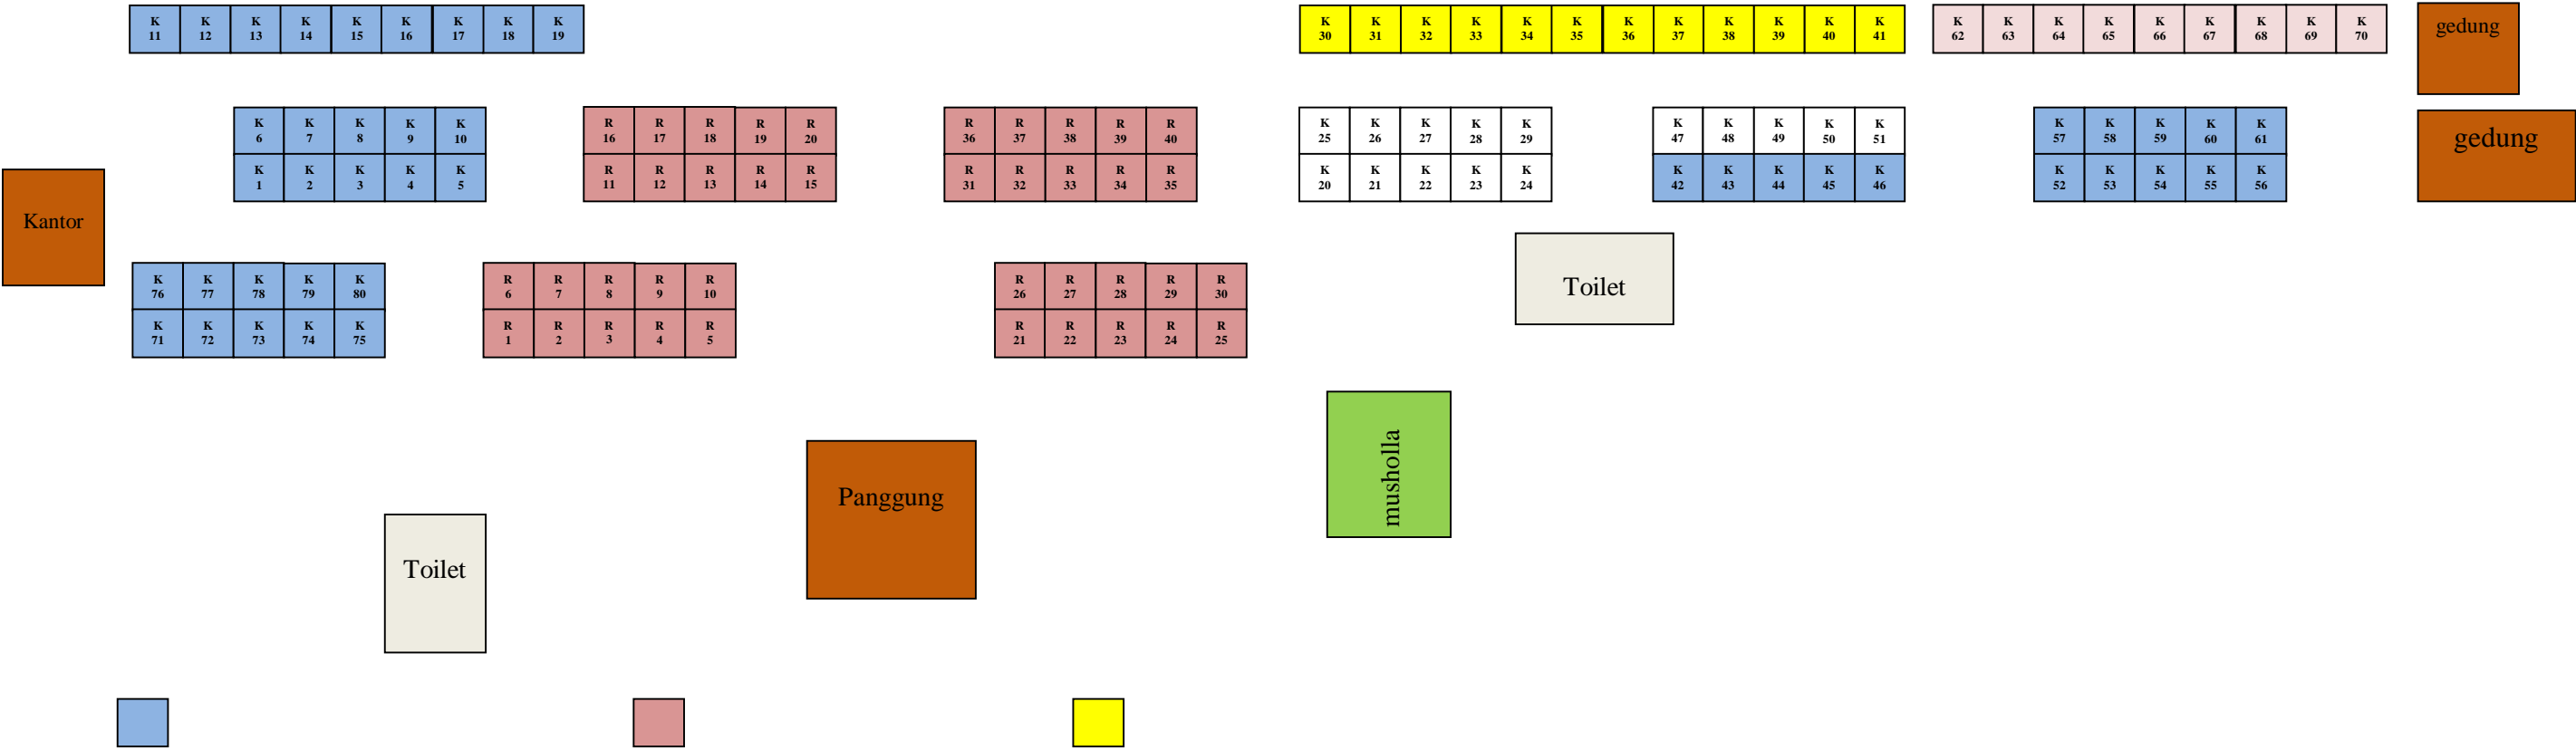 K K K K K K K K K
11 12 13 14 15 16 17 18 19
K K K K K K K K K K K K
30 31 32 33 34 35 36 37 38 39 40 41
K K K K K K K K K
62 63 64 65 66 67 68 69 70
gedung
K K K K K
6 7 8 9 10
K K K K K
1 2 3 4 5
R R R R R
16 17 18 19 20
R R R R R
11 12 13 14 15
R R R R R
36 37 38 39 40
R R R R R
31 32 33 34 35
K K K K K
25 26 27 28 29
K K K K K
20 21 22 23 24
K K K K K
47 48 49 50 51
K K K K K
42 43 44 45 46
K K K K K
57 58 59 60 61
K K K K K
52 53 54 55 56
gedung
Kantor
K K K K K
76 77 78 79 80
K K K K K
71 72 73 74 75
R R R R R
6 7 8 9 10
R R R R R
1 2 3 4 5
R R R R R
26 27 28 29 30
R R R R R
21 22 23 24 25
Toilet
musholla
Panggung
Toilet